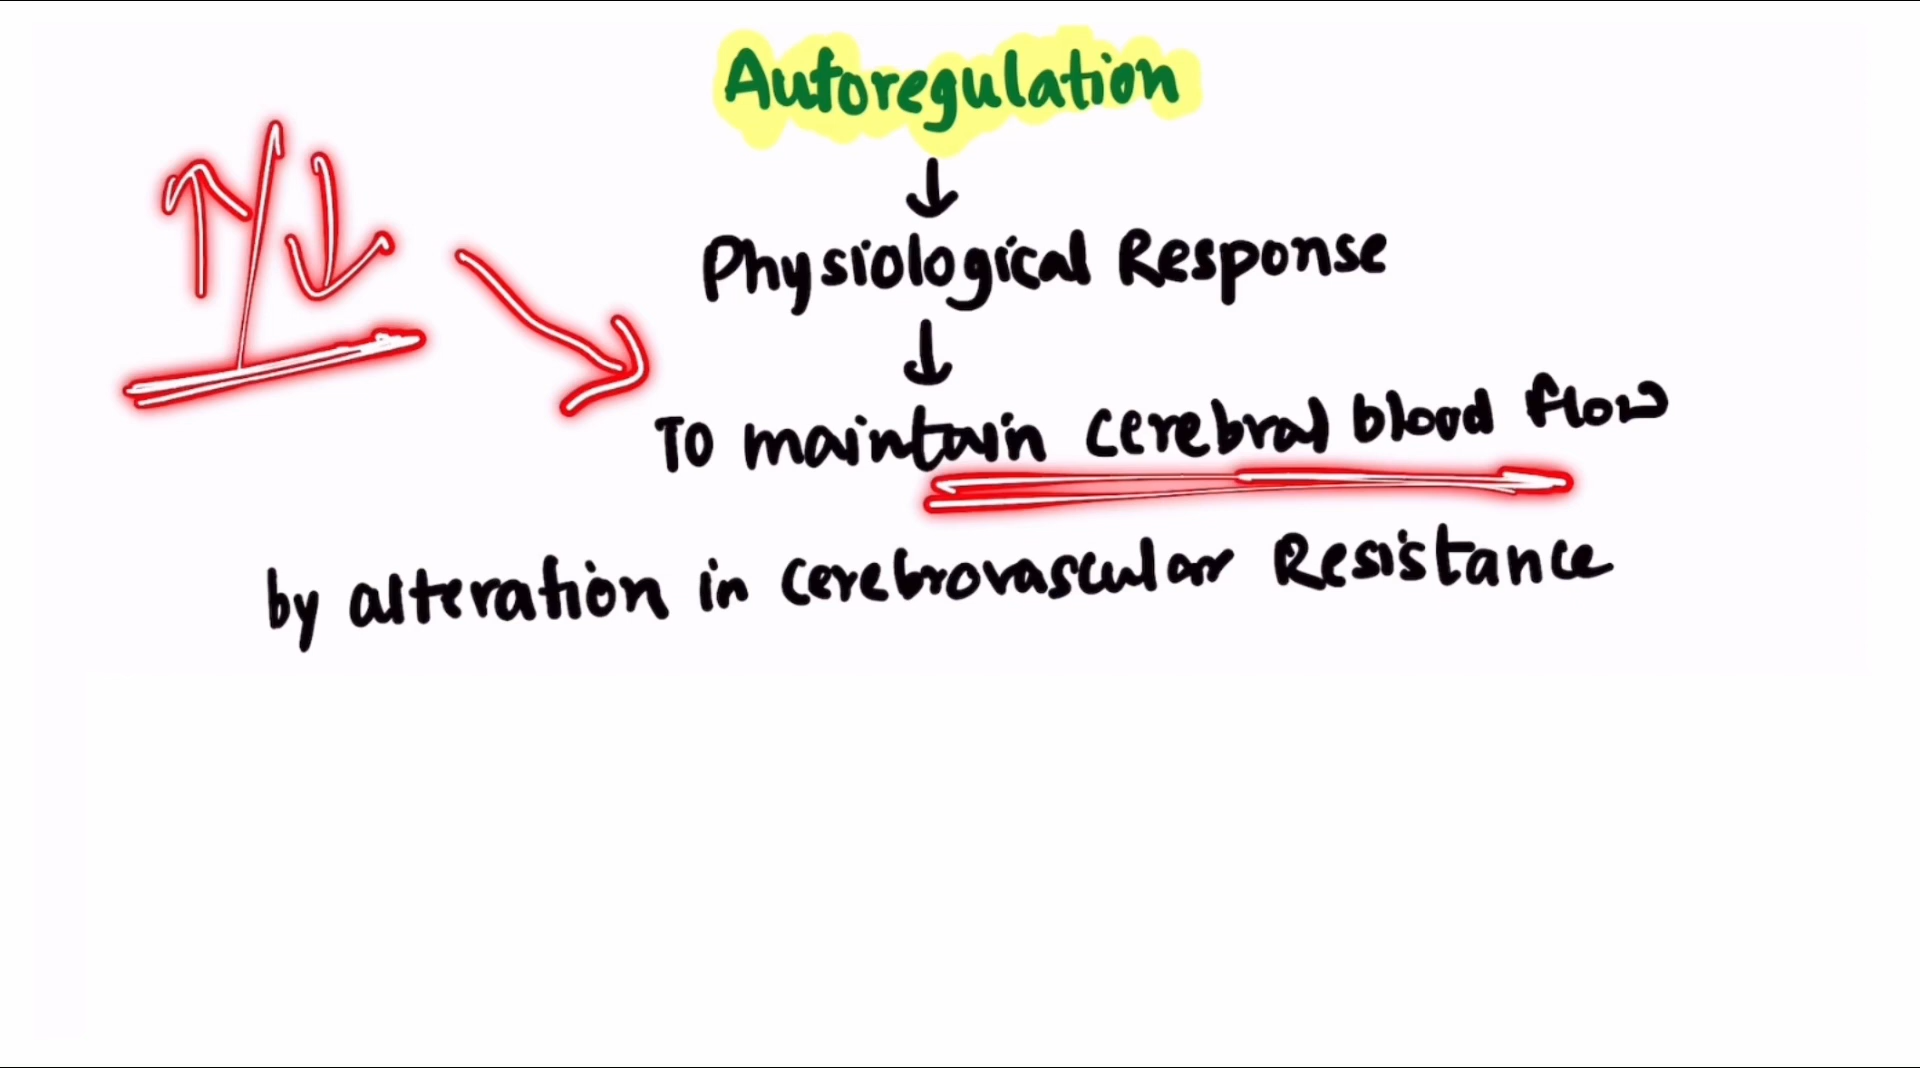 Autoregulation
↓
Physiological Response
↓
To maintain cerebral blood flow
by alteration in cerebrovascular Resistance
↑/↓